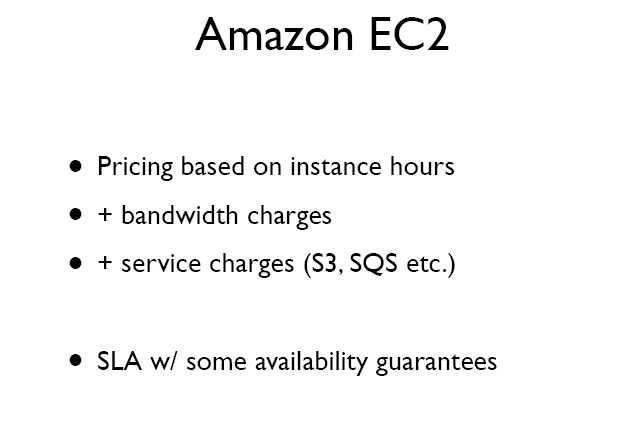 Amazon EC2
• Pricing based on instance hours
• + bandwidth charges
• + service charges (S3, SQS etc.)
• SLA w/ some availability guarantees